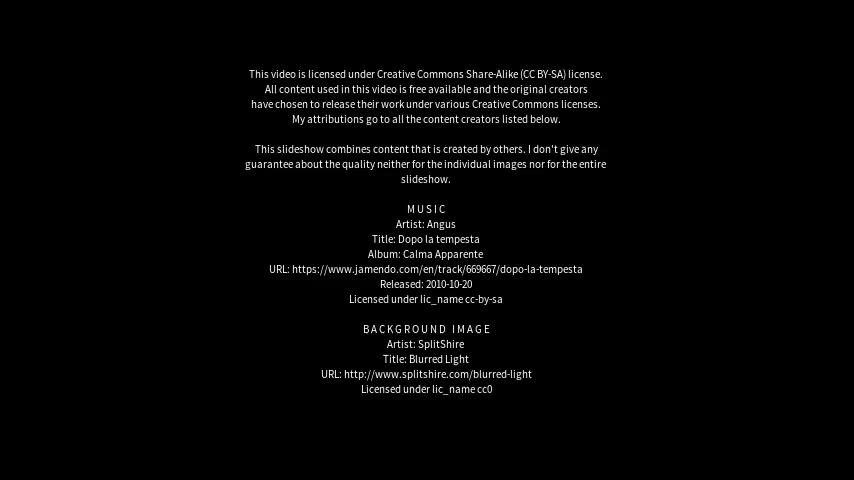 This video is licensed under Creative Commons Share-Alike (CC BY-SA) license.
All content used in this video is free available and the original creators
have chosen to release their work under various Creative Commons licenses.
My attributions go to all the content creators listed below.
This slideshow combines content that is created by others. I don't give any
guarantee about the quality neither for the individual images nor for the entire
slideshow.
MUSIC
Artist: Angus
Title: Dopo la tempesta
Album: Calma Apparente
URL: https://www.jamendo.com/en/track/669667/dopo-la-tempesta
Released: 2010-10-20
Licensed under lic_name cc-by-sa
BACKGROUND IMAGE
Artist: SplitShire
Title: Blurred Light
URL: http://www.splitshire.com/blurred-light
Licensed under lic_name cc0